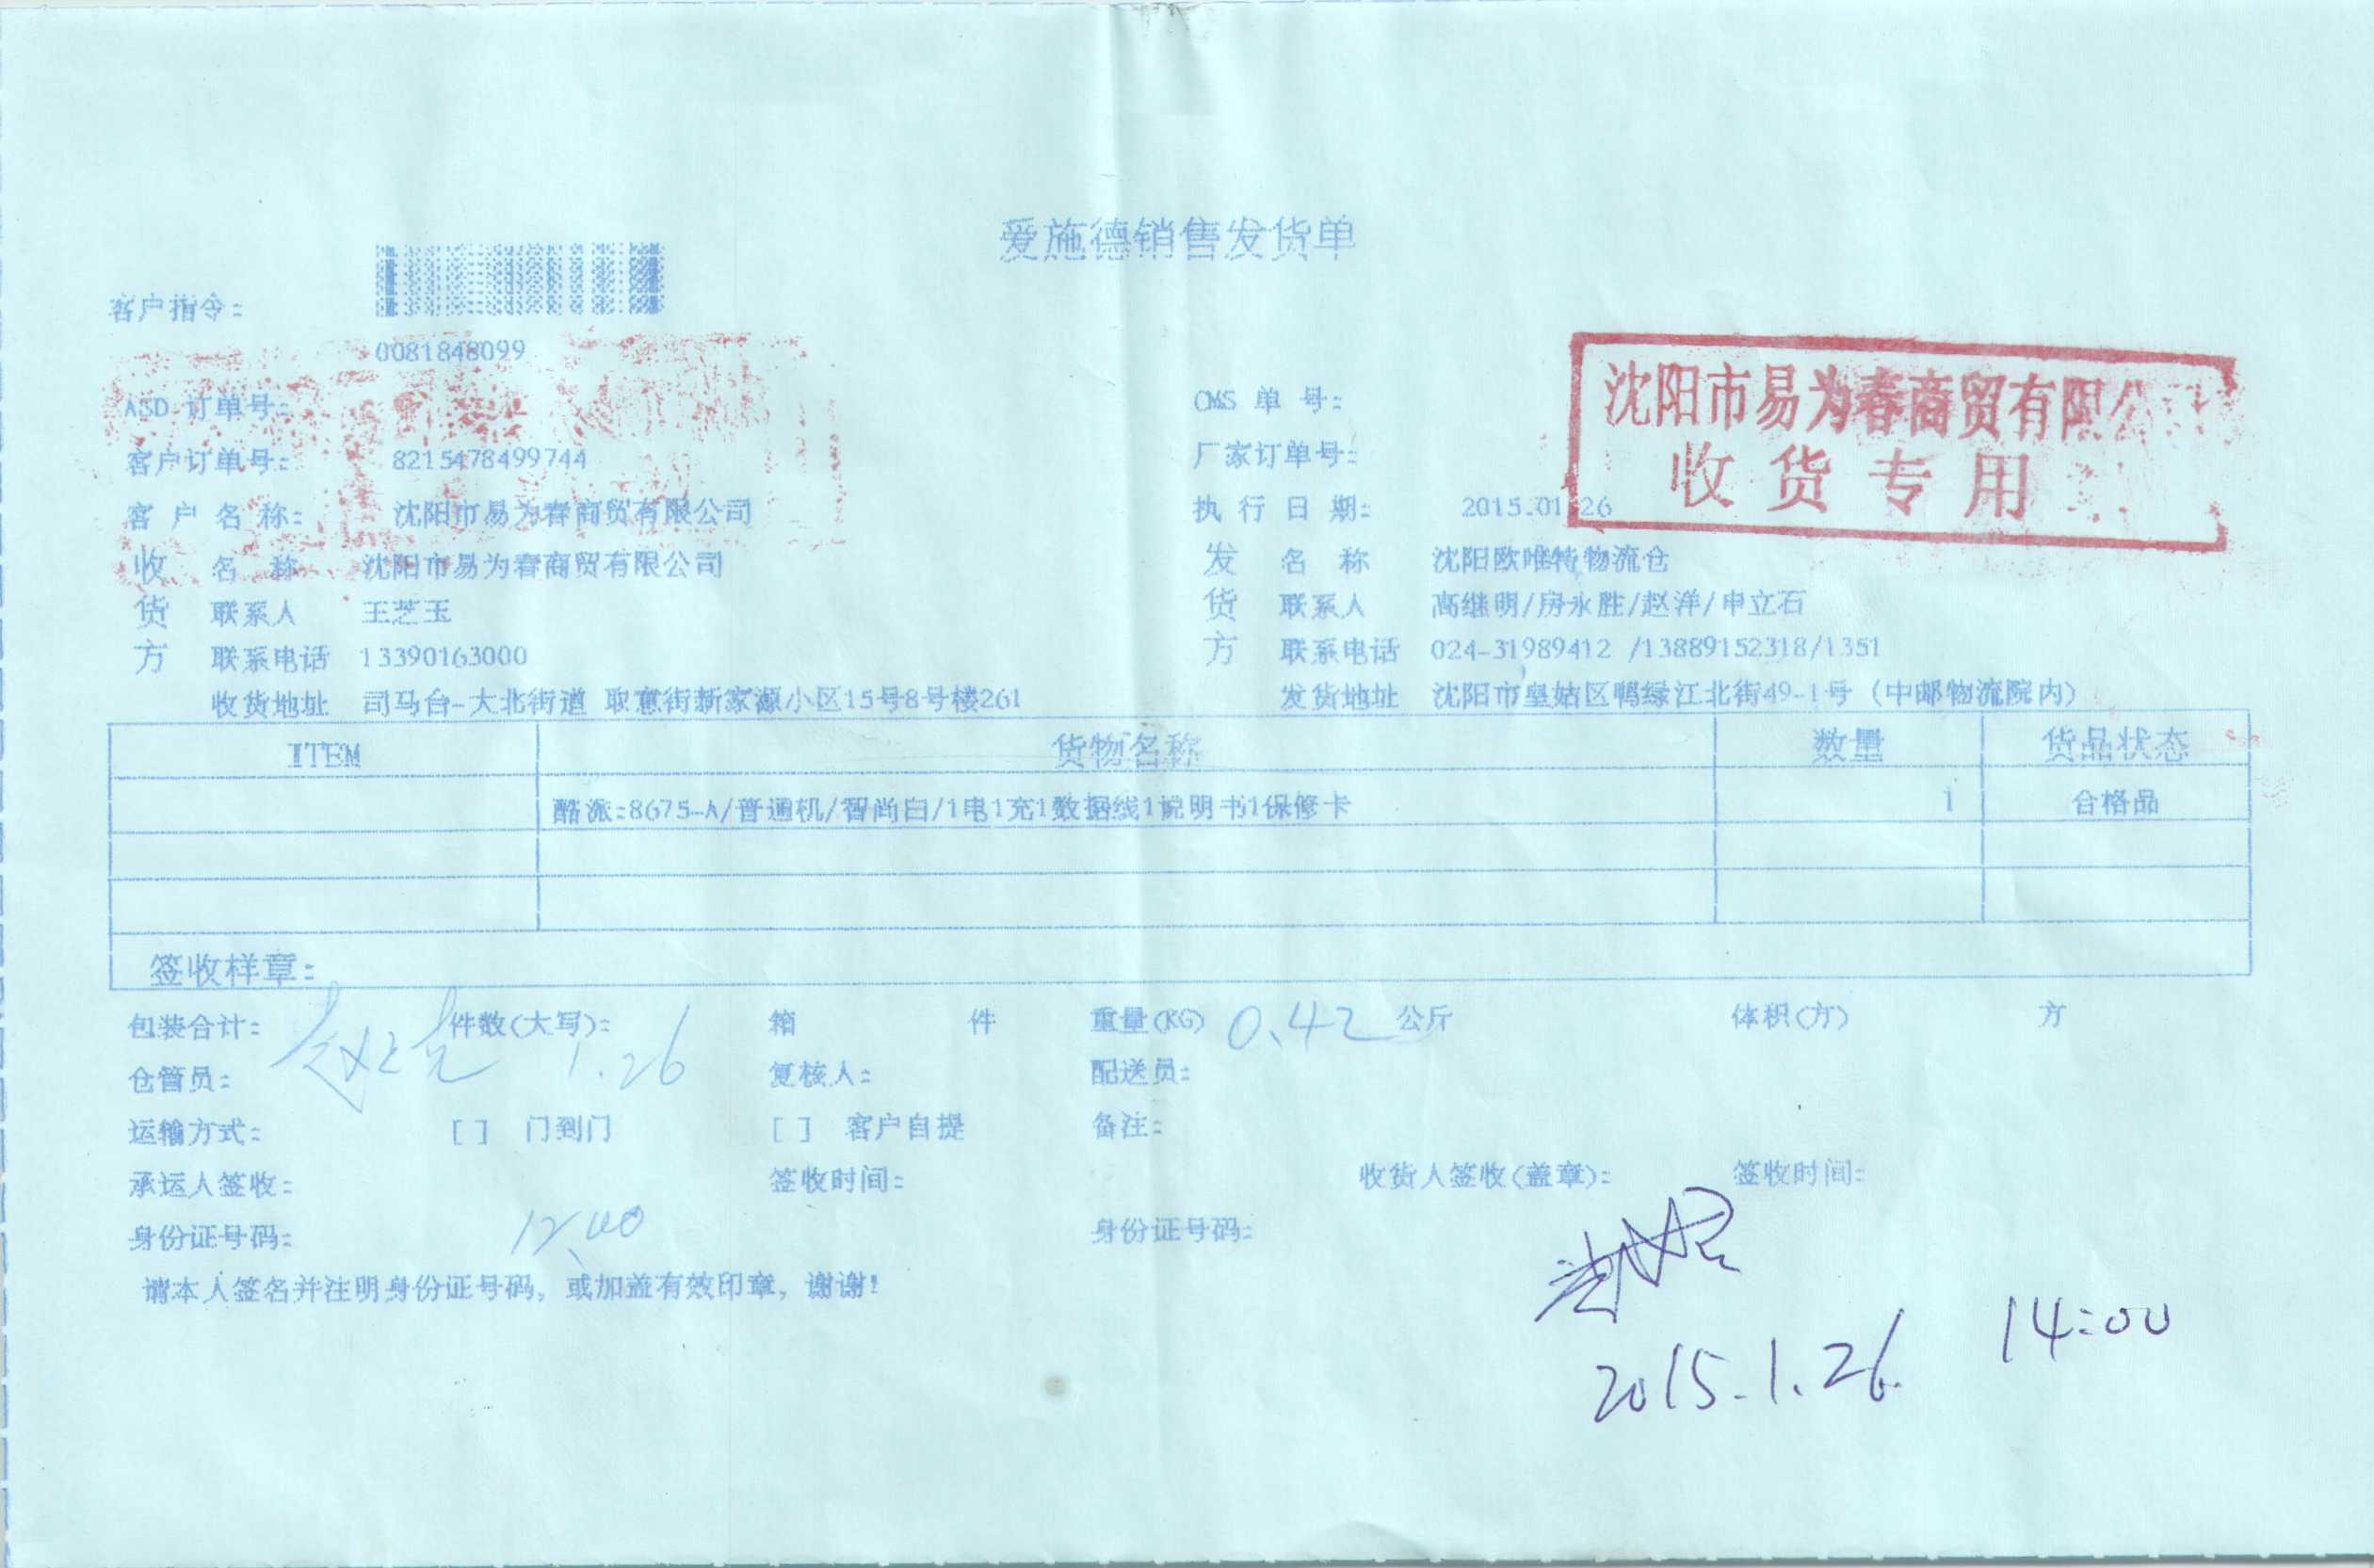 爱施德销售发货单
客户指令:
0081848099
ASD 订单号:
CMS 单 号:
客户订单号: 8215478499744
厂家订单号:
客 户 名 称: 沈阳市易为春商贸有限公司
执 行 日 期: 2015.01.26
沈阳市易为春商贸有限公
收货专用
收 名 称 沈阳市易为春商贸有限公司
发 名 称 沈阳欧唯特物流仓
货 联系人 王芝玉
货 联系人 高继明/房永胜/赵洋/申立石
方 联系电话 13390163000
方 联系电话 024-31989412 /13889152318/1351
收货地址 司马台-大北街道 取意街新家源小区15号8号楼261
发货地址 沈阳市皇姑区鸭绿江北街49-1号 (中邮物流院内)
ITEM 货物名称 数量 货品状态
酷派:8675-A/普通机/智尚白/1电1充1数据线1说明书1保修卡 1 合格品
签收样章:
包装合计: 件数(大写): 箱 件 重量(KG) 0.42 公斤 体积(方) 方
1.26
仓管员: 复核人: 配送员:
运输方式: [ ] 门到门 [ ] 客户自提 备注:
承运人签收: 签收时间: 收货人签收(盖章): 签收时间:
身份证号码: 身份证号码:
请本人签名并注明身份证号码, 或加盖有效印章, 谢谢!
2015.1.26. 14:00